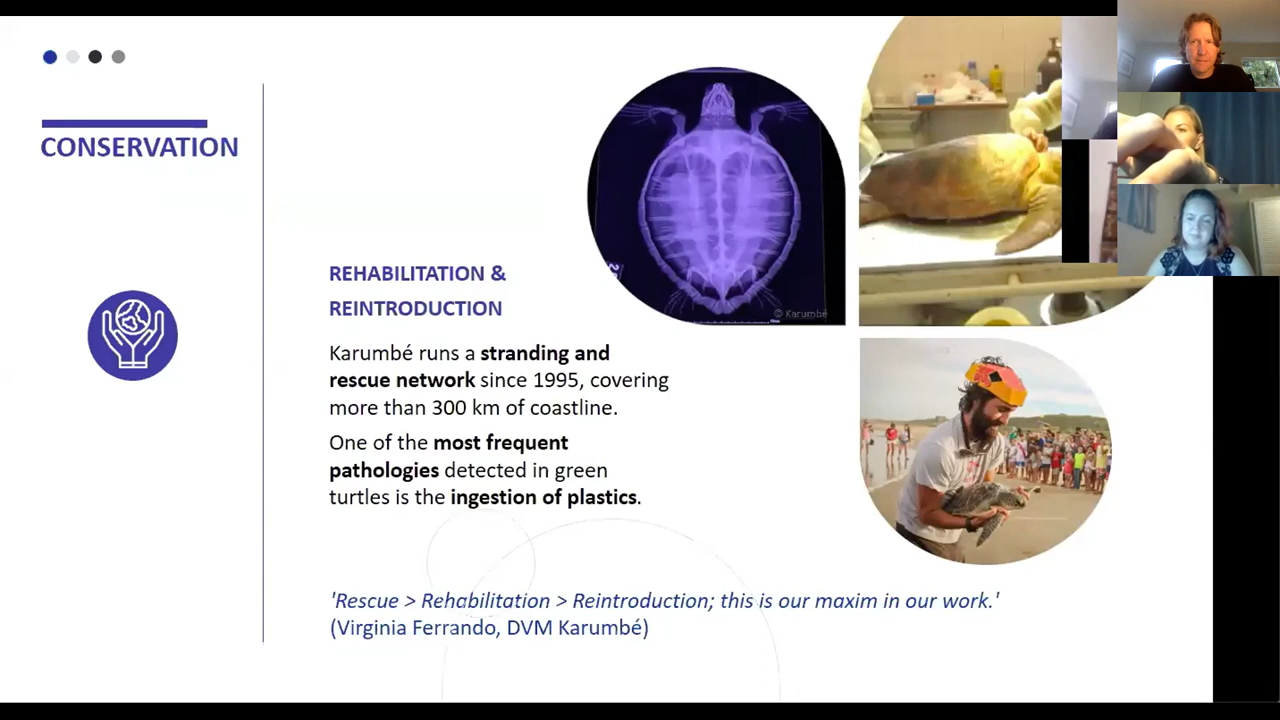 CONSERVATION
REHABILITATION &
REINTRODUCTION
Karumbé runs a stranding and
rescue network since 1995, covering
more than 300 km of coastline.
One of the most frequent
pathologies detected in green
turtles is the ingestion of plastics.
'Rescue > Rehabilitation > Reintroduction; this is our maxim in our work.'
(Virginia Ferrando, DVM Karumbé)
© Karumbé